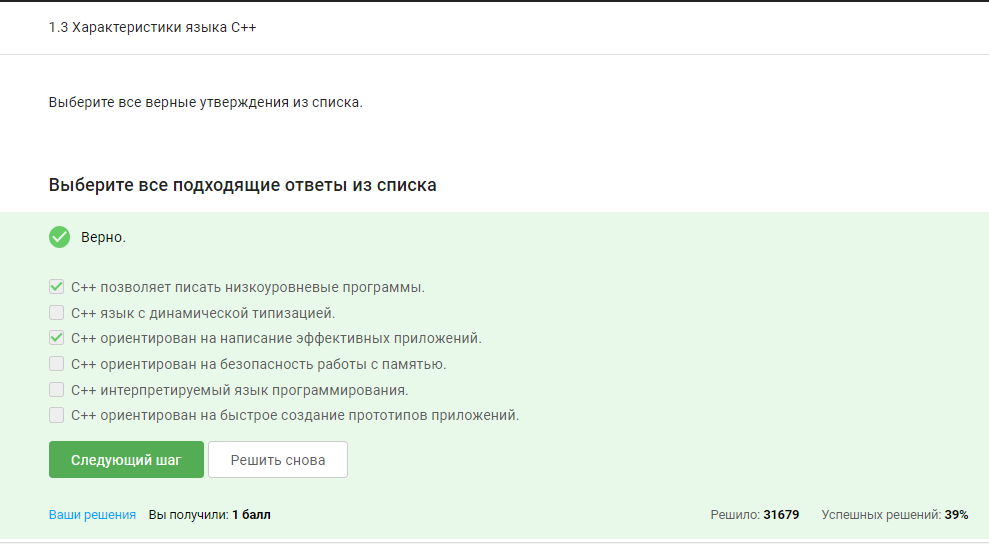 1.3 Характеристики языка C++
Выберите все верные утверждения из списка.
Выберите все подходящие ответы из списка
Верно.
C++ позволяет писать низкоуровневые программы.
C++ язык с динамической типизацией.
C++ ориентирован на написание эффективных приложений.
C++ ориентирован на безопасность работы с памятью.
C++ интерпретируемый язык программирования.
C++ ориентирован на быстрое создание прототипов приложений.
Следующий шаг Решить снова
Ваши решения Вы получили: 1 балл Решило: 31679 Успешных решений: 39%